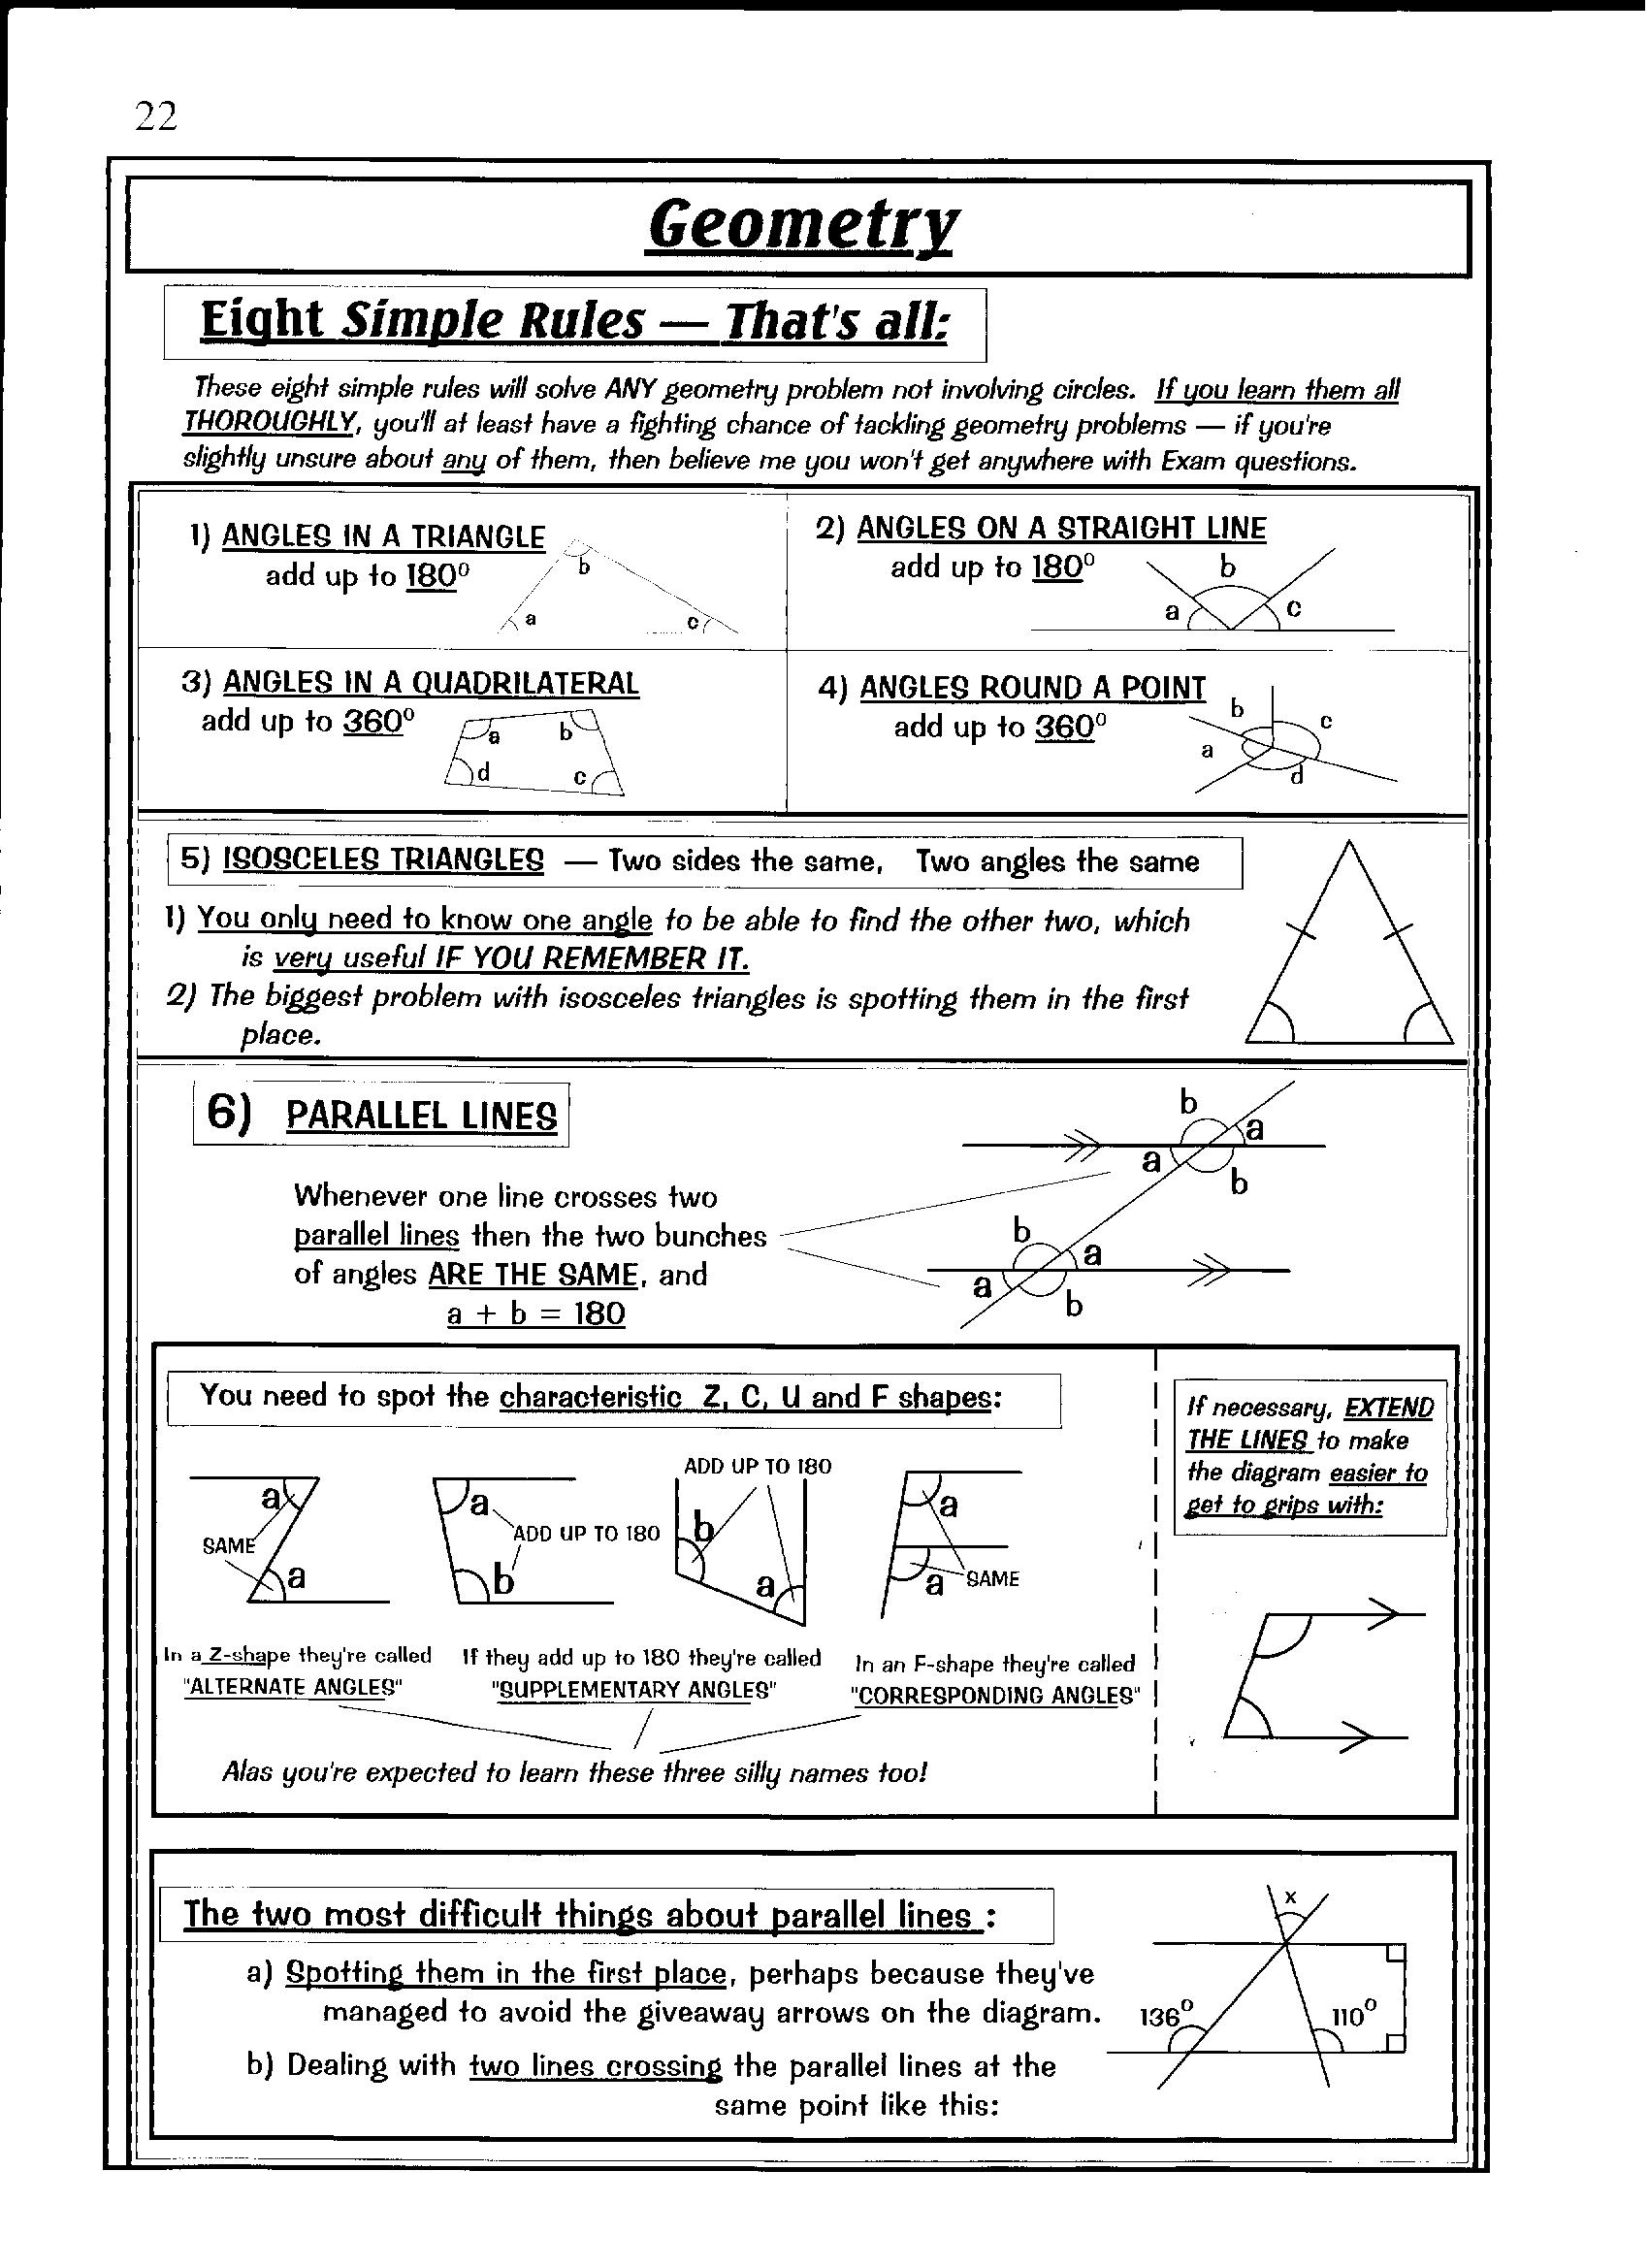 22
Geometry
Eight Simple Rules — That's all:
These eight simple rules will solve ANY geometry problem not involving circles. If you learn them all
THOROUGHLY, you'll at least have a fighting chance of tackling geometry problems — if you're
slightly unsure about any of them, then believe me you won't get anywhere with Exam questions.
1) ANGLES IN A TRIANGLE
add up to 180⁰
b
a
c
2) ANGLES ON A STRAIGHT LINE
add up to 180⁰
b
a
c
3) ANGLES IN A QUADRILATERAL
add up to 360⁰
a
b
d
c
4) ANGLES ROUND A POINT
add up to 360⁰
b
c
a
d
5) ISOSCELES TRIANGLES — Two sides the same, Two angles the same
1) You only need to know one angle to be able to find the other two, which
is very useful IF YOU REMEMBER IT.
2) The biggest problem with isosceles triangles is spotting them in the first
place.
6) PARALLEL LINES
Whenever one line crosses two
parallel lines then the two bunches
of angles ARE THE SAME, and
a + b = 180
b
a
a
b
b
a
a
b
You need to spot the characteristic Z, C, U and F shapes:
a
SAME
a
a
ADD UP TO 180
b
ADD UP TO 180
b
a
a
a
SAME
In a Z-shape they're called
"ALTERNATE ANGLES"
If they add up to 180 they're called
"SUPPLEMENTARY ANGLES"
In an F-shape they're called
"CORRESPONDING ANGLES"
Alas you're expected to learn these three silly names too!
If necessary, EXTEND
THE LINES to make
the diagram easier to
get to grips with:
The two most difficult things about parallel lines :
a) Spotting them in the first place, perhaps because they've
managed to avoid the giveaway arrows on the diagram.
b) Dealing with two lines crossing the parallel lines at the
same point like this:
x
136⁰
110⁰